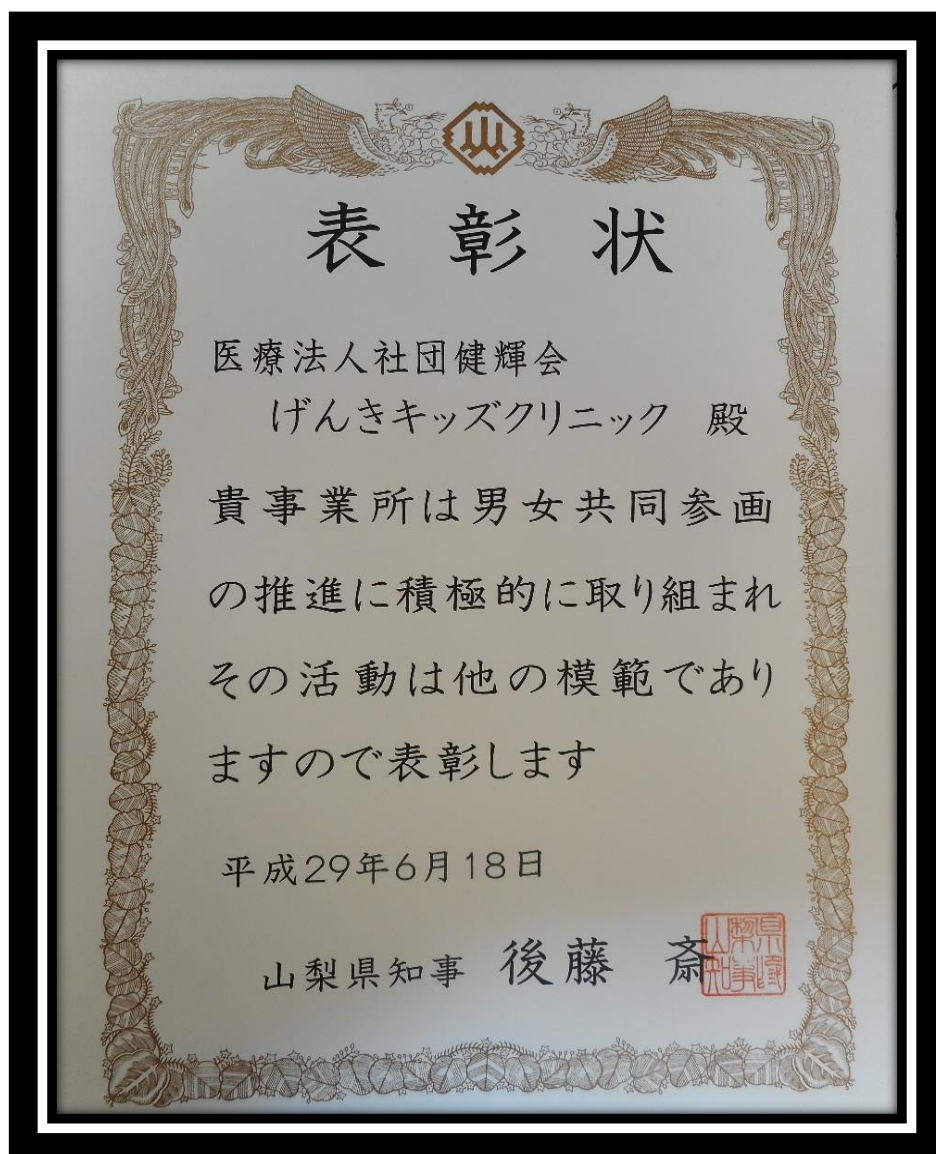 表彰状
医療法人社団健輝会
げんきキッズクリニック 殿
貴事業所は男女共同参画
の推進に積極的に取り組まれ
その活動は他の模範であり
ますので表彰します
平成29年6月18日
山梨県知事 後藤 斎